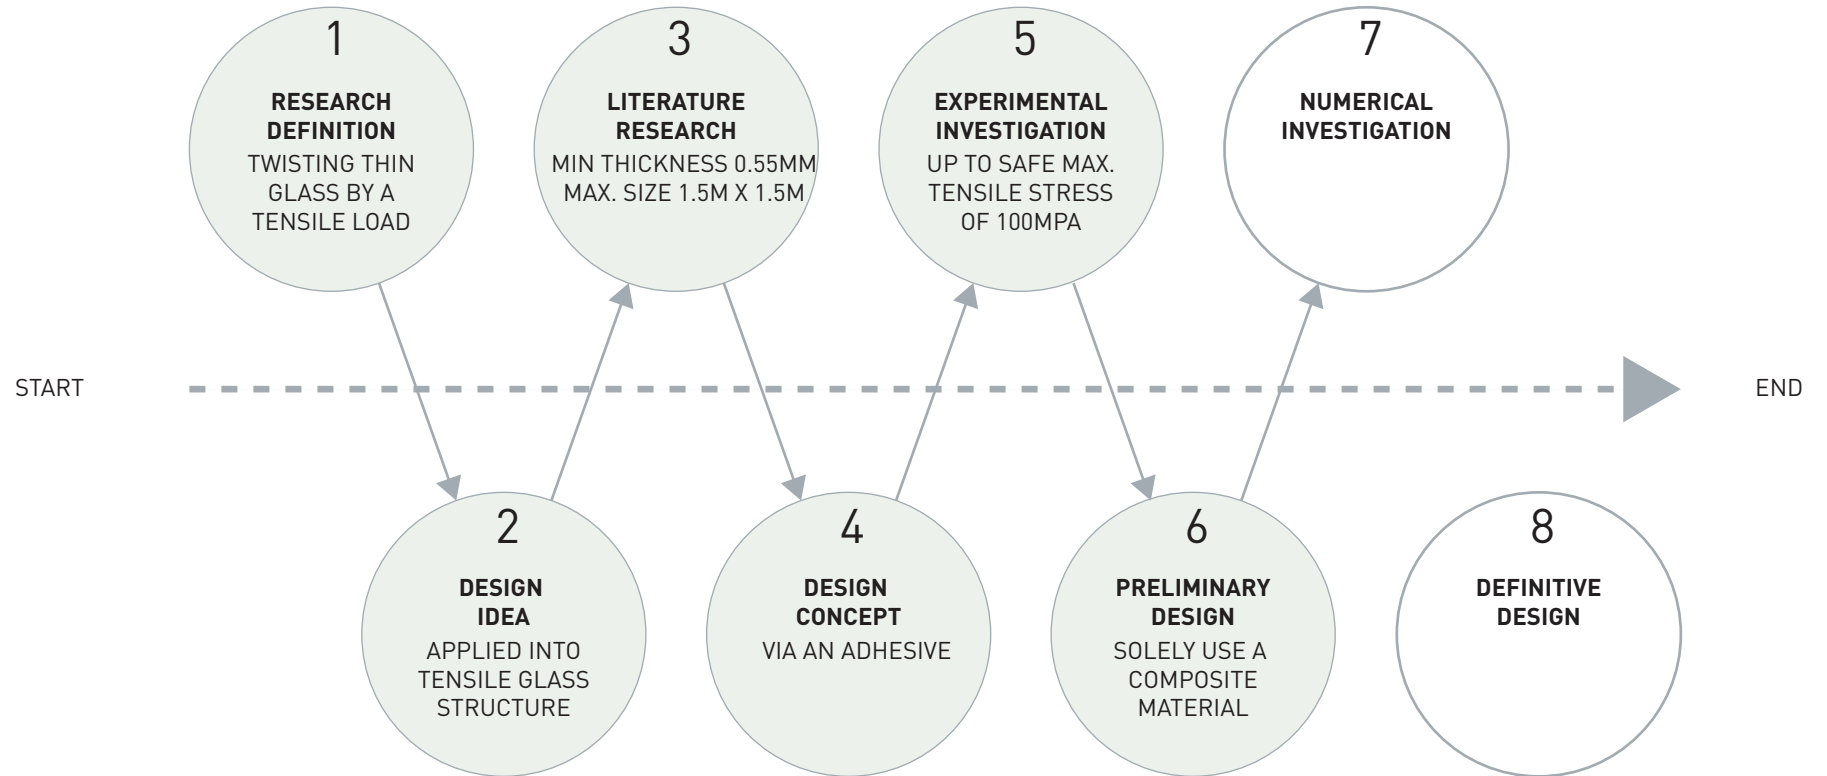 1
RESEARCH
DEFINITION
TWISTING THIN
GLASS BY A
TENSILE LOAD
3
LITERATURE
RESEARCH
MIN THICKNESS 0.55MM
MAX. SIZE 1.5M X 1.5M
5
EXPERIMENTAL
INVESTIGATION
UP TO SAFE MAX.
TENSILE STRESS
OF 100MPA
7
NUMERICAL
INVESTIGATION
START
END
2
DESIGN
IDEA
APPLIED INTO
TENSILE GLASS
STRUCTURE
4
DESIGN
CONCEPT
VIA AN ADHESIVE
6
PRELIMINARY
DESIGN
SOLELY USE A
COMPOSITE
MATERIAL
8
DEFINITIVE
DESIGN